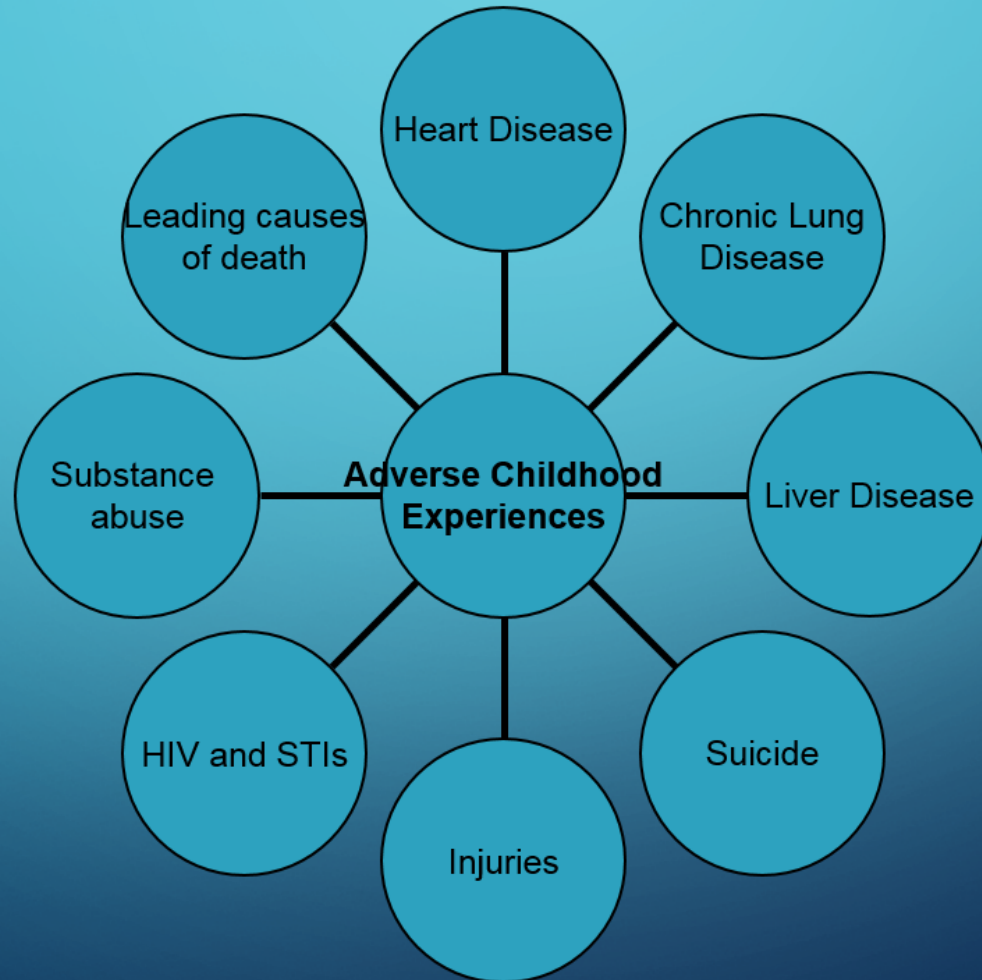 Heart Disease
Leading causes
of death
Chronic Lung
Disease
Substance
abuse
Adverse Childhood
Experiences
Liver Disease
HIV and STIs
Suicide
Injuries